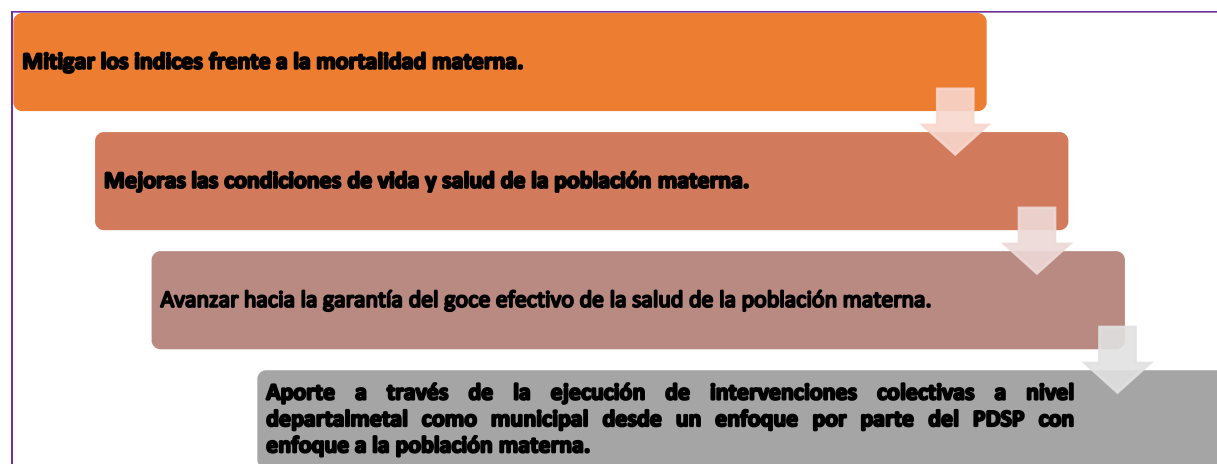 Mitigar los indices frente a la mortalidad materna.
Mejoras las condiciones de vida y salud de la población materna.
Avanzar hacia la garantía del goce efectivo de la salud de la población materna.
Aporte a través de la ejecución de intervenciones colectivas a nivel
departalmetal como municipal desde un enfoque por parte del PDSP con
enfoque a la población materna.